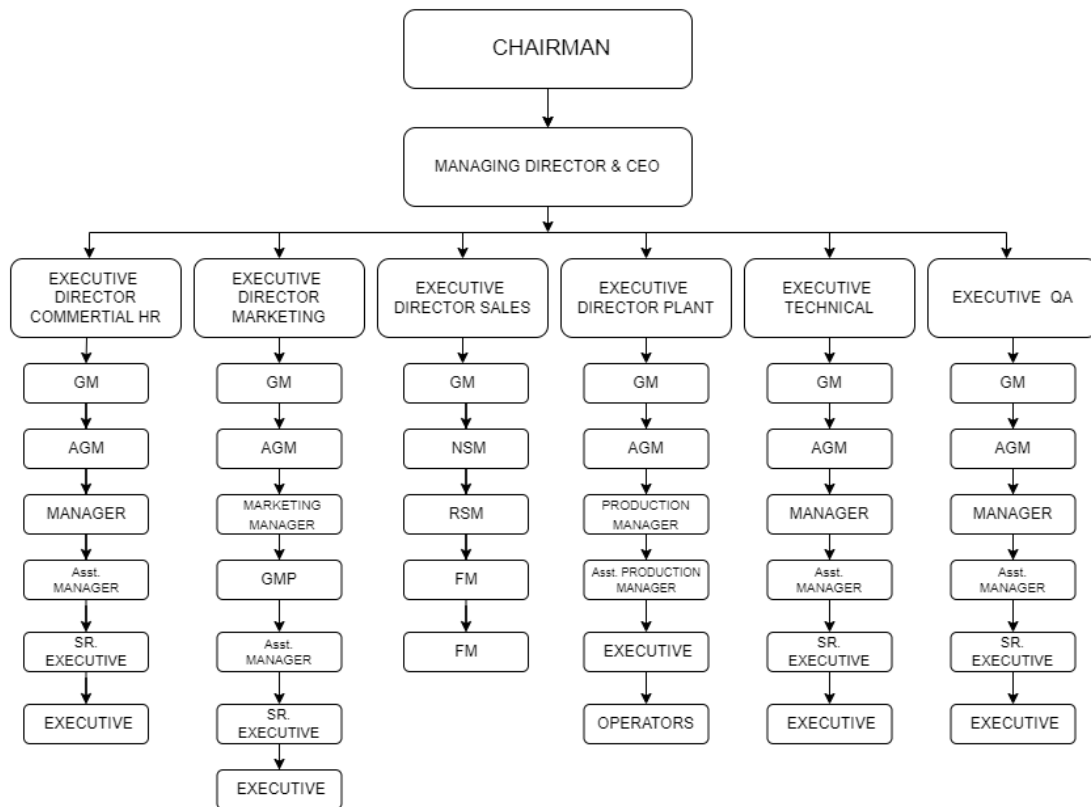 CHAIRMAN
MANAGING DIRECTOR & CEO
EXECUTIVE
DIRECTOR
COMMERTIAL HR
EXECUTIVE
DIRECTOR
MARKETING
EXECUTIVE
DIRECTOR SALES
EXECUTIVE
DIRECTOR PLANT
EXECUTIVE
TECHNICAL
EXECUTIVE QA
GM
GM
GM
GM
GM
GM
AGM
AGM
NSM
AGM
AGM
AGM
MANAGER
MARKETING
MANAGER
RSM
PRODUCTION
MANAGER
MANAGER
MANAGER
Asst.
MANAGER
GMP
FM
Asst. PRODUCTION
MANAGER
Asst.
MANAGER
Asst.
MANAGER
SR.
EXECUTIVE
Asst.
MANAGER
FM
EXECUTIVE
SR.
EXECUTIVE
SR.
EXECUTIVE
EXECUTIVE
SR.
EXECUTIVE
OPERATORS
EXECUTIVE
EXECUTIVE
EXECUTIVE